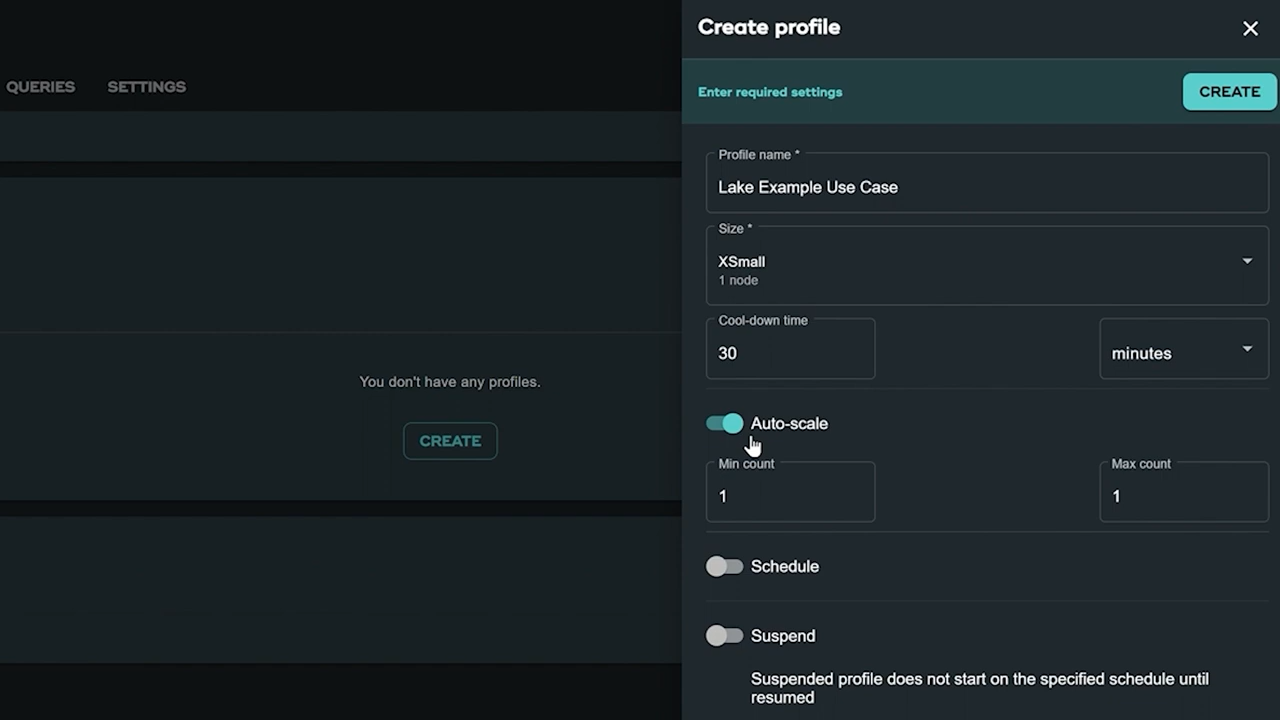 Create profile
QUERIES
SETTINGS
Enter required settings
CREATE
Profile name *
Lake Example Use Case
Size *
XSmall
1 node
Cool-down time
30
minutes
You don't have any profiles.
CREATE
Auto-scale
Min count
1
Max count
1
Schedule
Suspend
Suspended profile does not start on the specified schedule until
resumed